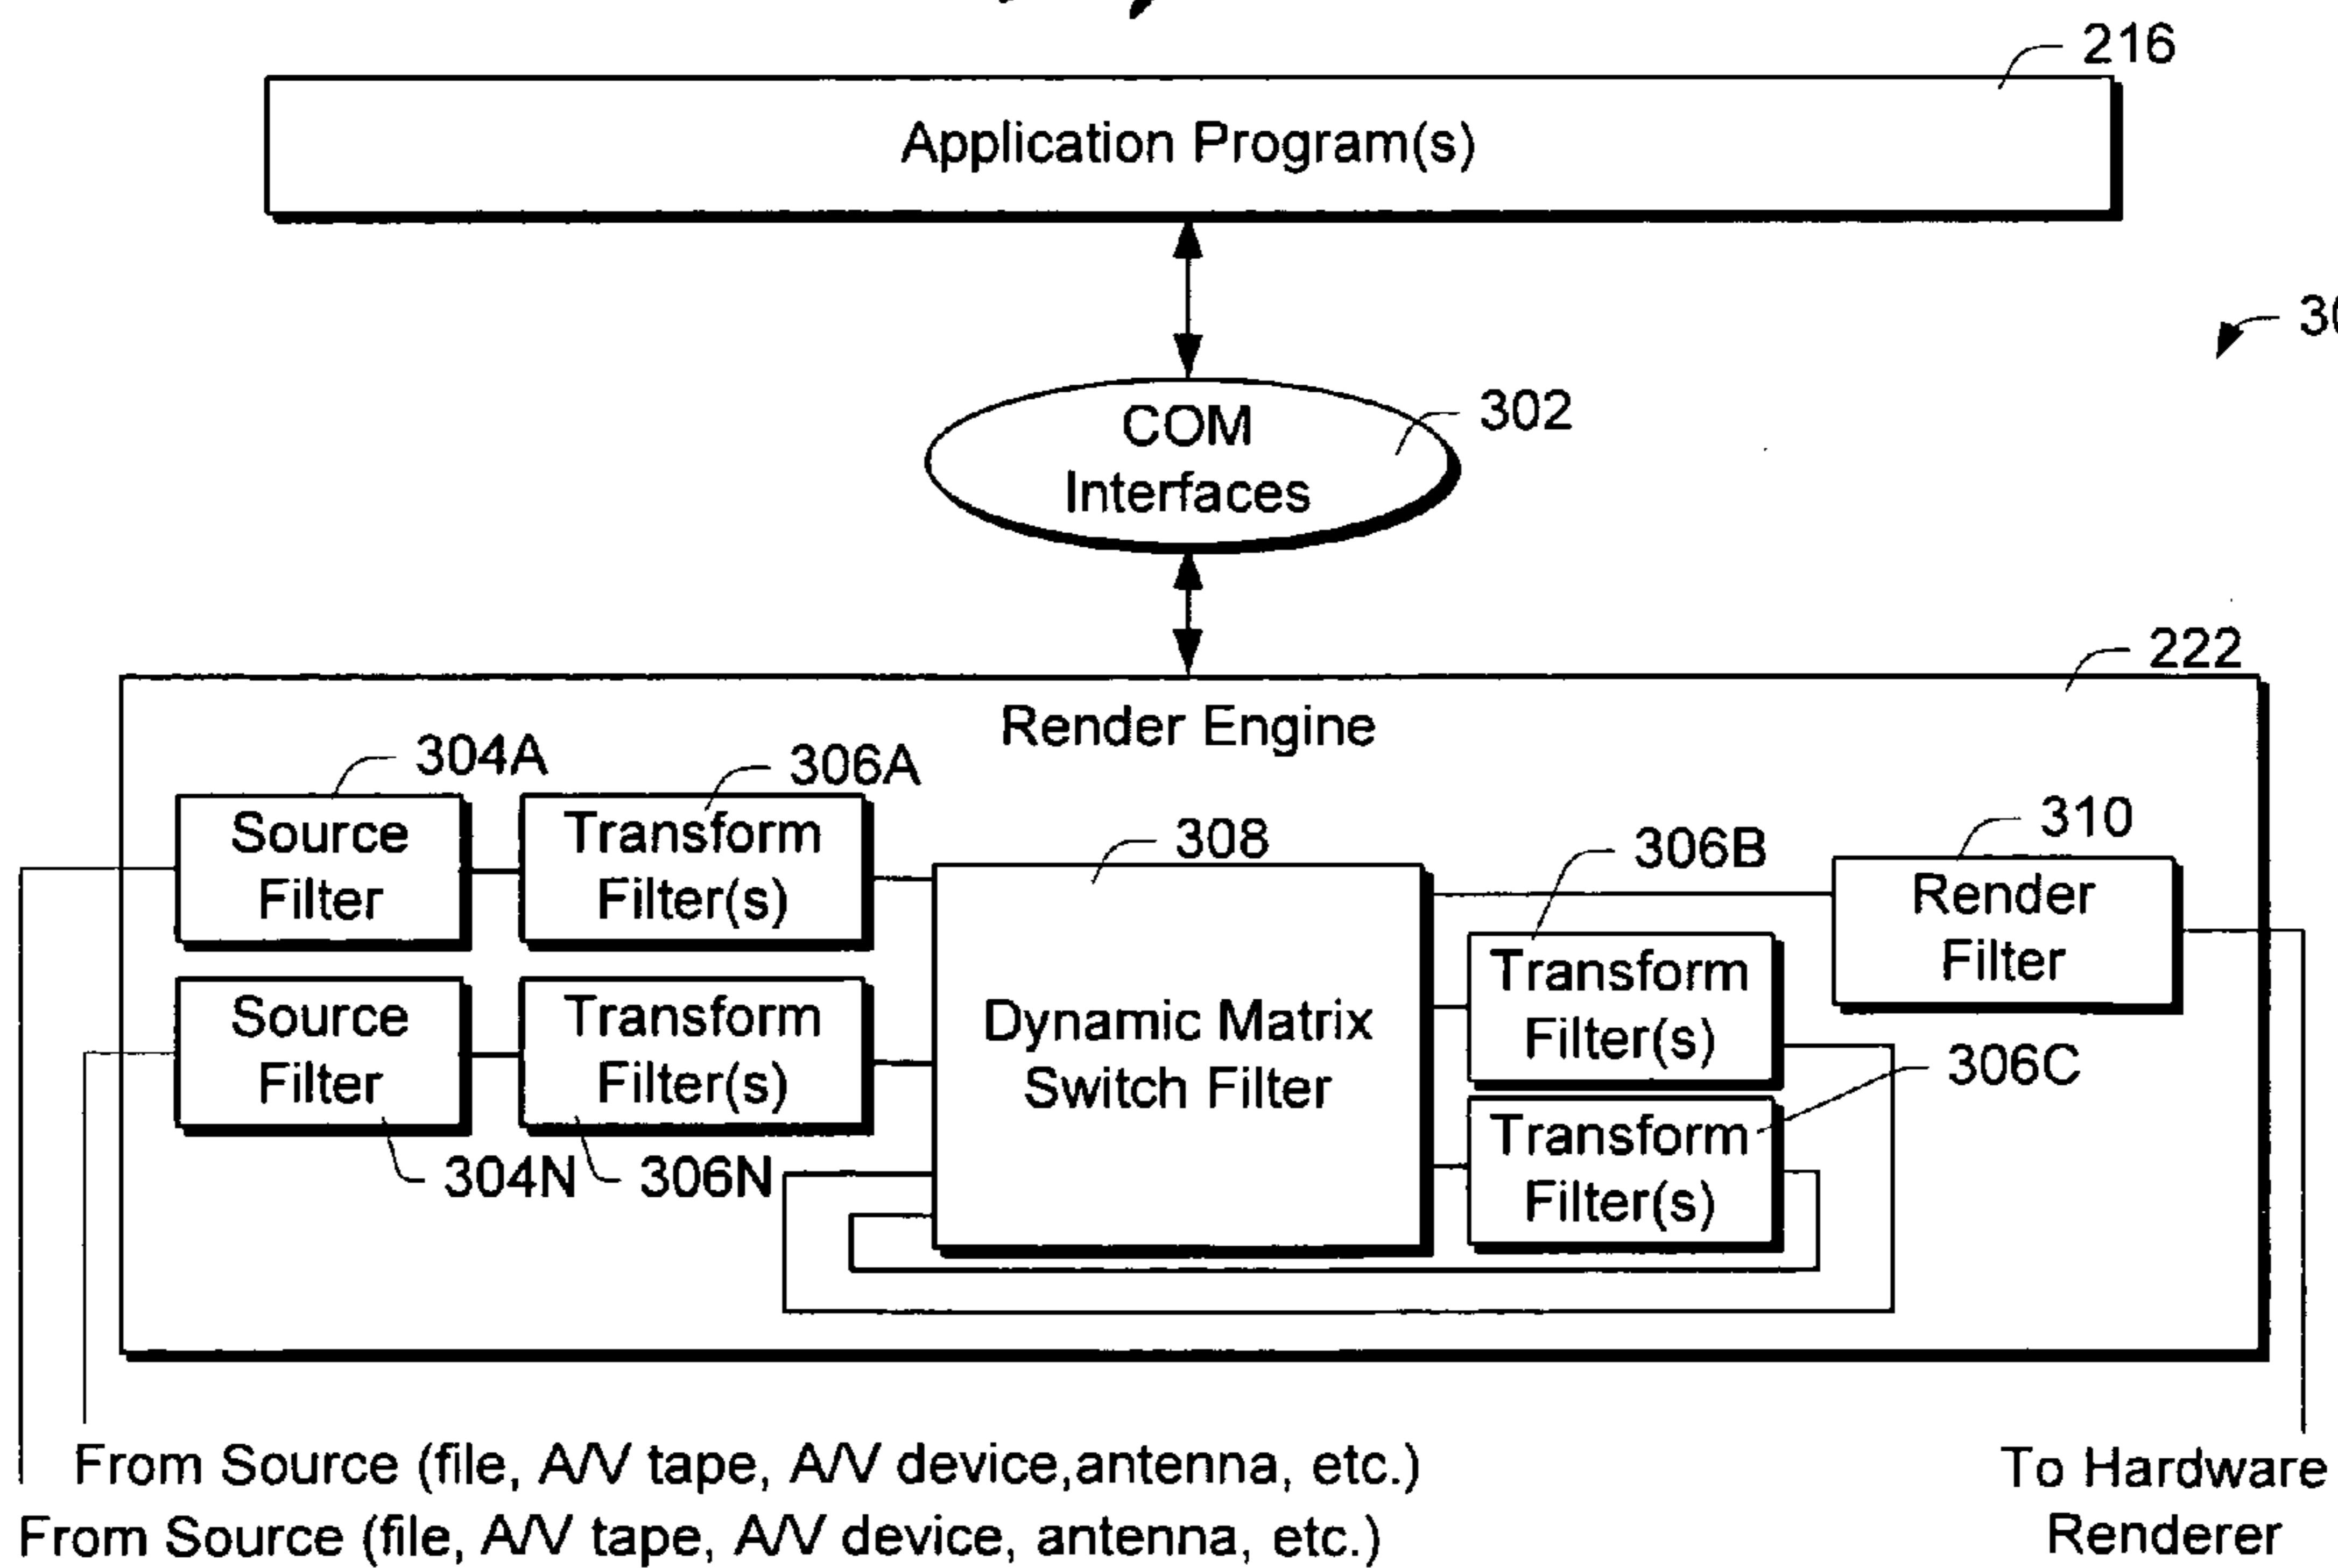 216
Application Program(s)
302
COM
Interfaces
222
Render Engine
304A
306A
Source
Filter
Transform
Filter(s)
308
306B
310
Render
Filter
Source
Filter
Transform
Filter(s)
Dynamic Matrix
Switch Filter
Transform
Filter(s)
306C
Transform
Filter(s)
304N
306N
From Source (file, A/V tape, A/V device,antenna, etc.)
From Source (file, A/V tape, A/V device, antenna, etc.)
To Hardware
Renderer